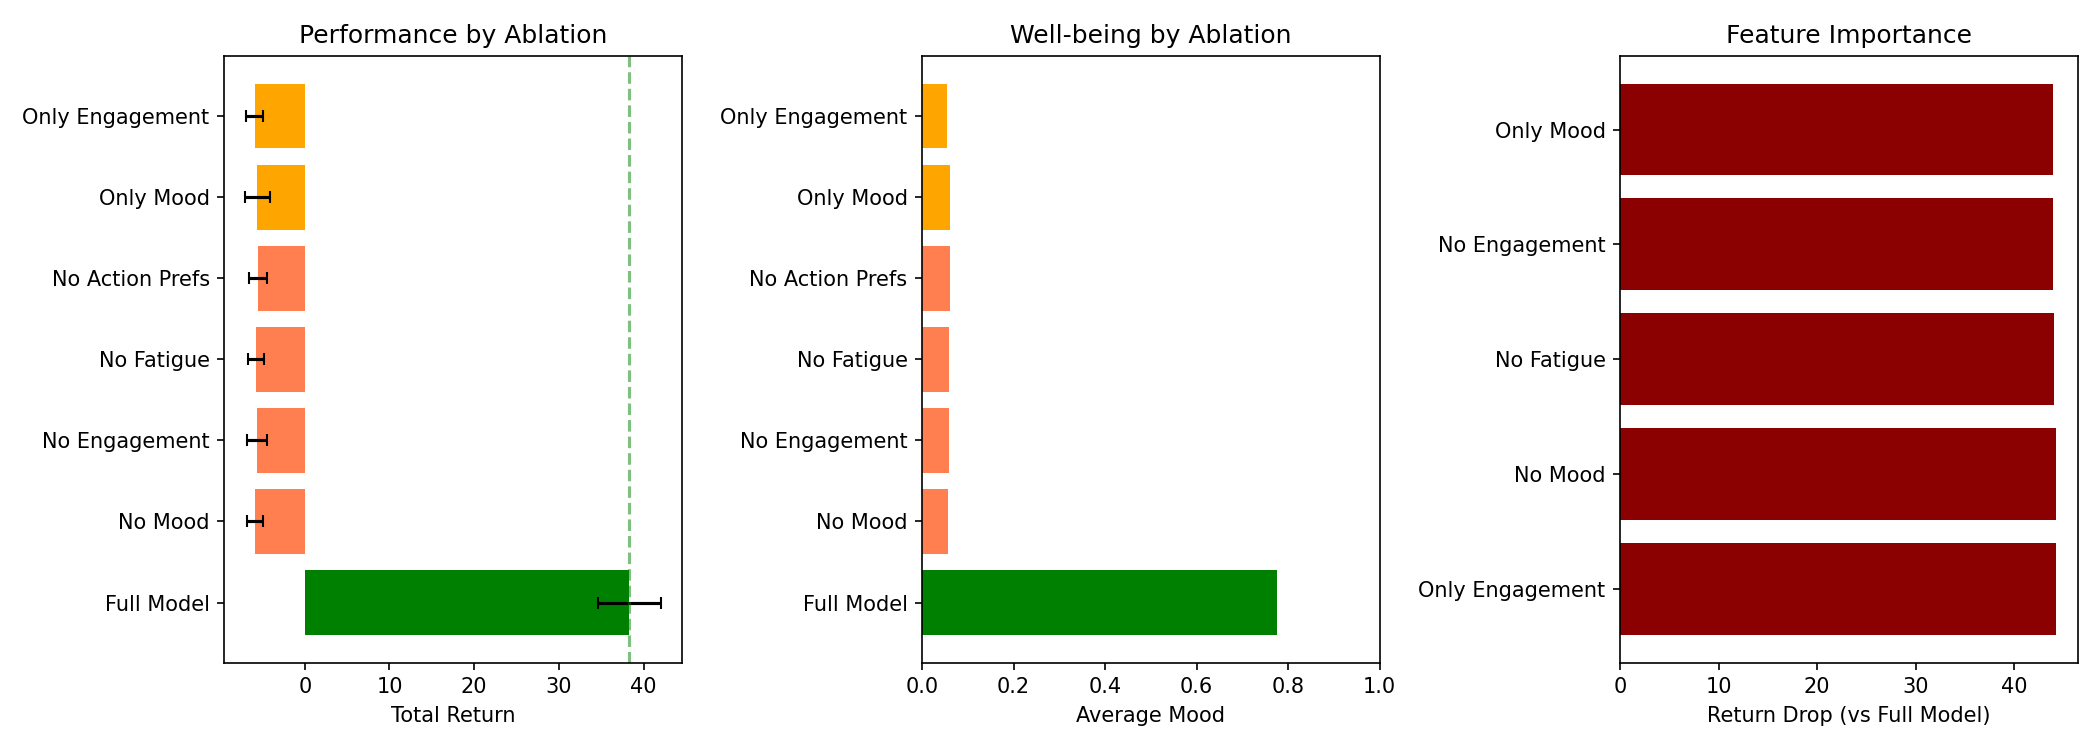 Performance by Ablation
Only Engagement
Only Mood
No Action Prefs
No Fatigue
No Engagement
No Mood
Full Model
0 10 20 30 40
Total Return
Well-being by Ablation
Only Engagement
Only Mood
No Action Prefs
No Fatigue
No Engagement
No Mood
Full Model
0.0 0.2 0.4 0.6 0.8 1.0
Average Mood
Feature Importance
Only Mood
No Engagement
No Fatigue
No Mood
Only Engagement
0 10 20 30 40
Return Drop (vs Full Model)